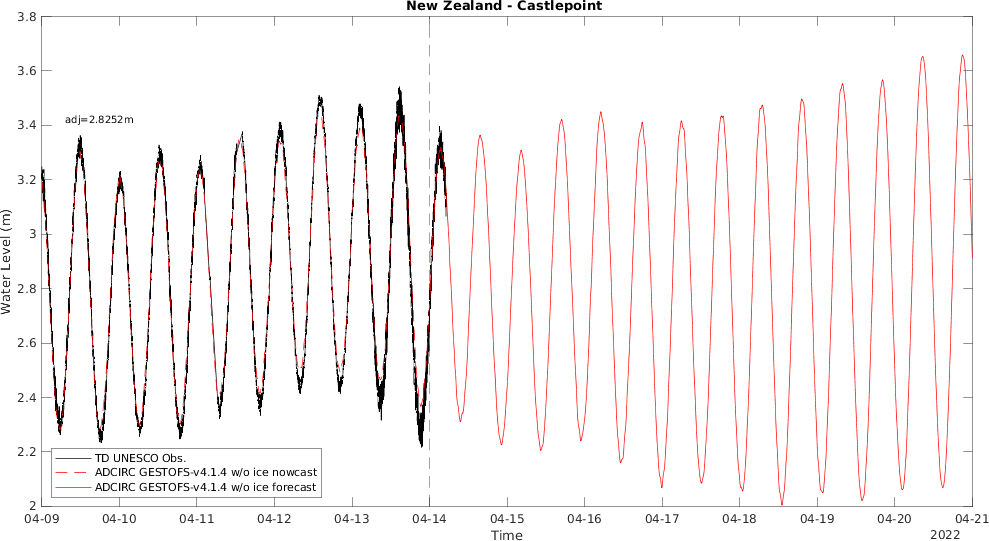 New Zealand - Castlepoint
3.8
3.6
3.4
3.2
3
2.8
2.6
2.4
2.2
2
Water Level (m)
adj=2.8252m
TD UNESCO Obs.
ADCIRC GESTOFS-v4.1.4 w/o ice nowcast
ADCIRC GESTOFS-v4.1.4 w/o ice forecast
04-09 04-10 04-11 04-12 04-13 04-14 04-15 04-16 04-17 04-18 04-19 04-20 04-21
Time
2022